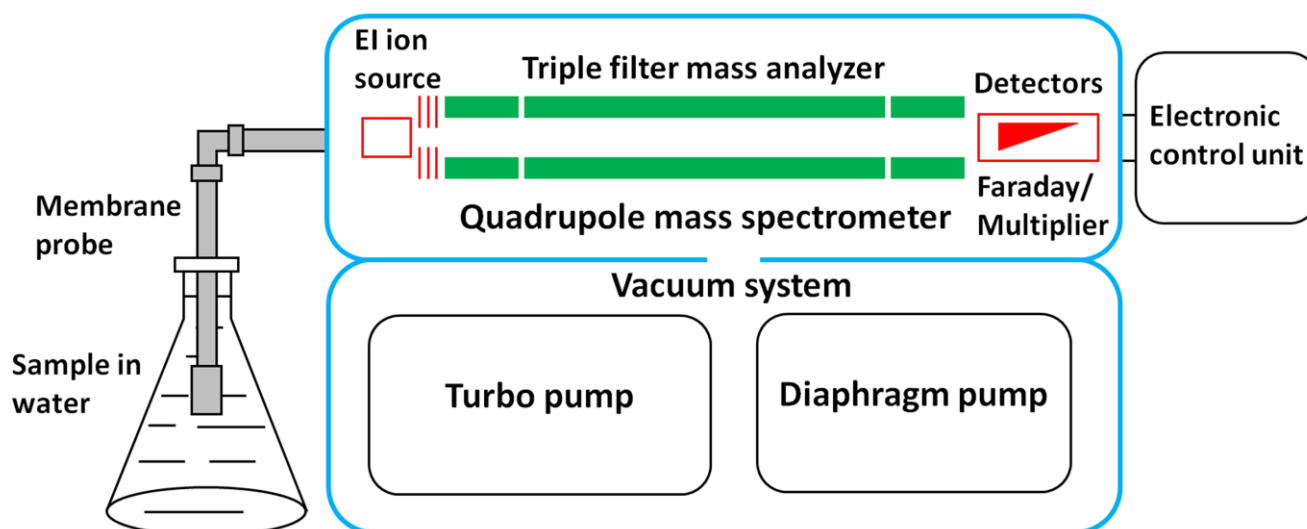 EI ion
source
Triple filter mass analyzer
Detectors
Electronic
control unit
Membrane
probe
Quadrupole mass spectrometer
Faraday/
Multiplier
Vacuum system
Sample in
water
Turbo pump
Diaphragm pump